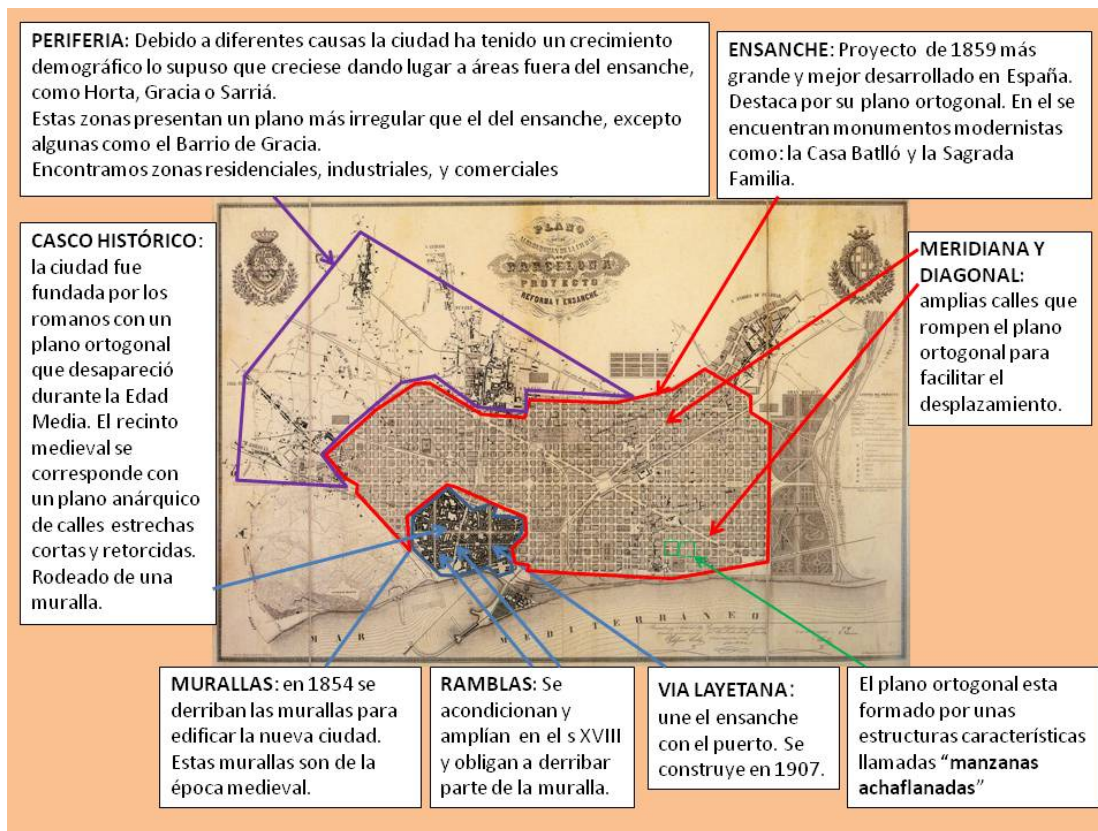 PERIFERIA: Debido a diferentes causas la ciudad ha tenido un crecimiento
demográfico lo supuso que creciese dando lugar a áreas fuera del ensanche,
como Horta, Gracia o Sarriá.
Estas zonas presentan un plano más irregular que el del ensanche, excepto
algunas como el Barrio de Gracia.
Encontramos zonas residenciales, industriales, y comerciales
ENSANCHE: Proyecto de 1859 más
grande y mejor desarrollado en España.
Destaca por su plano ortogonal. En el se
encuentran monumentos modernistas
como: la Casa Batlló y la Sagrada
Familia.
CASCO HISTÓRICO:
la ciudad fue
fundada por los
romanos con un
plano ortogonal
que desapareció
durante la Edad
Media. El recinto
medieval se
corresponde con
un plano anárquico
de calles estrechas
cortas y retorcidas.
Rodeado de una
muralla.
PLANO
BARCELONA
PROYECTO
REFORMA Y ENSANCHE
MERIDIANA Y
DIAGONAL:
amplias calles que
rompen el plano
ortogonal para
facilitar el
desplazamiento.
MAR MEDITERRÁNEO
MURALLAS: en 1854 se
derriban las murallas para
edificar la nueva ciudad.
Estas murallas son de la
época medieval.
RAMBLAS: Se
acondicionan y
amplían en el s XVIII
y obligan a derribar
parte de la muralla.
VIA LAYETANA:
une el ensanche
con el puerto. Se
construye en 1907.
El plano ortogonal esta
formado por unas
estructuras características
llamadas “manzanas
achaflanadas”